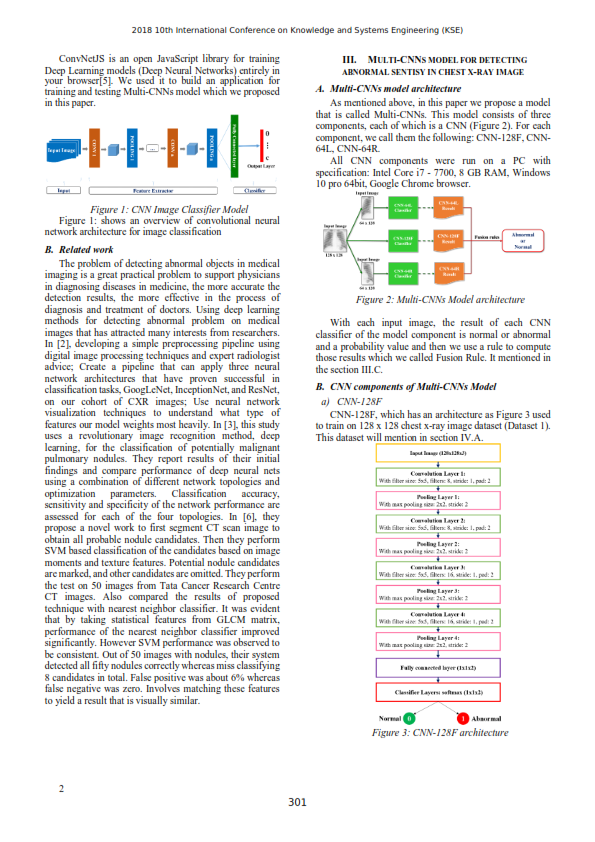 2018 10th International Conference on Knowledge and Systems Engineering (KSE)
ConvNetJS is an open JavaScript library for training
Deep Learning models (Deep Neural Networks) entirely in
your browser[5]. We used it to build an application for
training and testing Multi-CNNs model which we proposed
in this paper.
Input Image
CONV 1
POOLING 1
...
CONV n
POOLING n
Fully Connected layer
0
⋮
c
Output Layer
Input
Feature Extractor
Classifier
Figure 1: CNN Image Classifier Model
Figure 1: shows an overview of convolutional neural
network architecture for image classification
B. Related work
The problem of detecting abnormal objects in medical
imaging is a great practical problem to support physicians
in diagnosing diseases in medicine, the more accurate the
detection results, the more effective in the process of
diagnosis and treatment of doctors. Using deep learning
methods for detecting abnormal problem on medical
images that has attracted many interests from researchers.
In [2], developing a simple preprocessing pipeline using
digital image processing techniques and expert radiologist
advice; Create a pipeline that can apply three neural
network architectures that have proven successful in
classification tasks, GoogLeNet, InceptionNet, and ResNet,
on our cohort of CXR images; Use neural network
visualization techniques to understand what type of
features our model weights most heavily. In [3], this study
uses a revolutionary image recognition method, deep
learning, for the classification of potentially malignant
pulmonary nodules. They report results of their initial
findings and compare performance of deep neural nets
using a combination of different network topologies and
optimization parameters. Classification accuracy,
sensitivity and specificity of the network performance are
assessed for each of the four topologies. In [6], they
propose a novel work to first segment CT scan image to
obtain all probable nodule candidates. Then they perform
SVM based classification of the candidates based on image
moments and texture features. Potential nodule candidates
are marked, and other candidates are omitted. They perform
the test on 50 images from Tata Cancer Research Centre
CT images. Also compared the results of proposed
technique with nearest neighbor classifier. It was evident
that by taking statistical features from GLCM matrix,
performance of the nearest neighbor classifier improved
significantly. However SVM performance was observed to
be consistent. Out of 50 images with nodules, their system
detected all fifty nodules correctly whereas miss classifying
8 candidates in total. False positive was about 6% whereas
false negative was zero. Involves matching these features
to yield a result that is visually similar.
III. MULTI-CNNS MODEL FOR DETECTING
ABNORMAL SENTISY IN CHEST X-RAY IMAGE
A. Multi-CNNs model architecture
As mentioned above, in this paper we propose a model
that is called Multi-CNNs. This model consists of three
components, each of which is a CNN (Figure 2). For each
component, we call them the following: CNN-128F, CNN-
64L, CNN-64R.
All CNN components were run on a PC with
specification: Intel Core i7 - 7700, 8 GB RAM, Windows
10 pro 64bit, Google Chrome browser.
Input Image
64 x 128
CNN-64L
Classifier
CNN-64L
Result
Input Image
128 x 128
CNN-128F
Classifier
CNN-128F
Result
Fusion rules
Abnormal
or
Normal
Input Image
64 x 128
CNN-64R
Classifier
CNN-64R
Result
Figure 2: Multi-CNNs Model architecture
With each input image, the result of each CNN
classifier of the model component is normal or abnormal
and a probability value and then we use a rule to compute
those results which we called Fusion Rule. It mentioned in
the section III.C.
B. CNN components of Multi-CNNs Model
a) CNN-128F
CNN-128F, which has an architecture as Figure 3 used
to train on 128 x 128 chest x-ray image dataset (Dataset 1).
This dataset will mention in section IV.A.
Input Image (128x128x3)
Convolution Layer 1:
With filter size: 5x5, filters: 8, stride: 1, pad: 2
Pooling Layer 1:
With max pooling size: 2x2, stride: 2
Convolution Layer 2:
With filter size: 5x5, filters: 8, stride: 1, pad: 2
Pooling Layer 2:
With max pooling size: 2x2, stride: 2
Convolution Layer 3:
With filter size: 5x5, filters: 16, stride: 1, pad: 2
Pooling Layer 3:
With max pooling size: 2x2, stride: 2
Convolution Layer 4:
With filter size: 5x5, filters: 16, stride: 1, pad: 2
Pooling Layer 4:
With max pooling size: 2x2, stride: 2
Fully connected layer (1x1x2)
Classifier Layers: softmax (1x1x2)
Normal 0 1 Abnormal
Figure 3: CNN-128F architecture
2
301